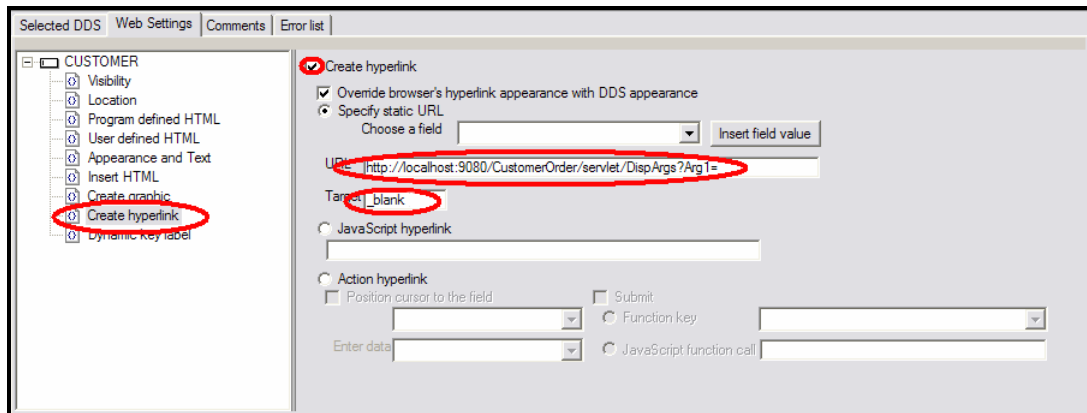 Selected DDS Web Settings Comments Error list
CUSTOMER
Visibility
Location
Program defined HTML
User defined HTML
Appearance and Text
Insert HTML
Create graphic
Create hyperlink
Dynamic key label
Create hyperlink
Override browser's hyperlink appearance with DDS appearance
Specify static URL
Choose a field Insert field value
URL http://localhost:9080/CustomerOrder/servlet/DispArgs?Arg1=
Target _blank
JavaScript hyperlink
Action hyperlink
Position cursor to the field Submit
Function key
Enter data JavaScript function call